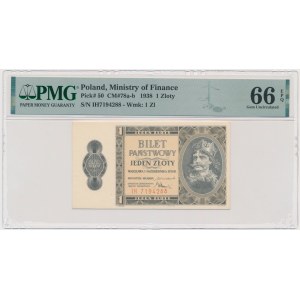 PMG
PAPER MONEY GUARANTY
Poland, Ministry of Finance
Pick# 50 CM#78a-b 1938 1 Zloty
S/N IH7194288 - Wmk: 1 Zl
66 EPQ
Gem Uncirculated
BILET
PAŃSTWOWY
JEDEN ZŁOTY
IH 7194288